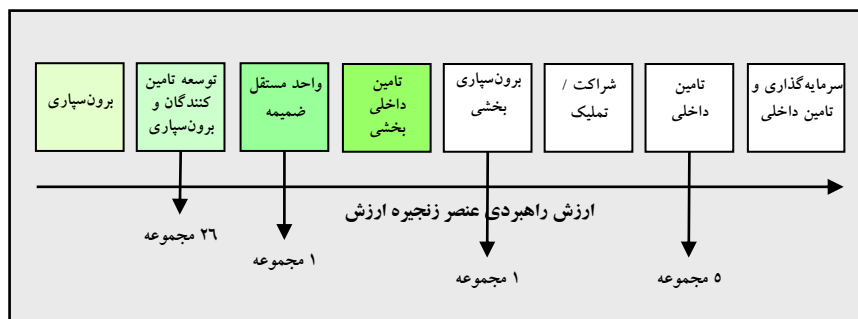 برون‌سپاری
توسعه تامین
کنندگان و
برون‌سپاری
واحد مستقل
ضمیمه
تامین
داخلی
بخشی
برون‌سپاری
بخشی
شراکت /
تملیک
تامین
داخلی
سرمایه‌گذاری و
تامین داخلی
ارزش راهبردی عنصر زنجیره ارزش
۲۶ مجموعه
۱ مجموعه
۱ مجموعه
۵ مجموعه